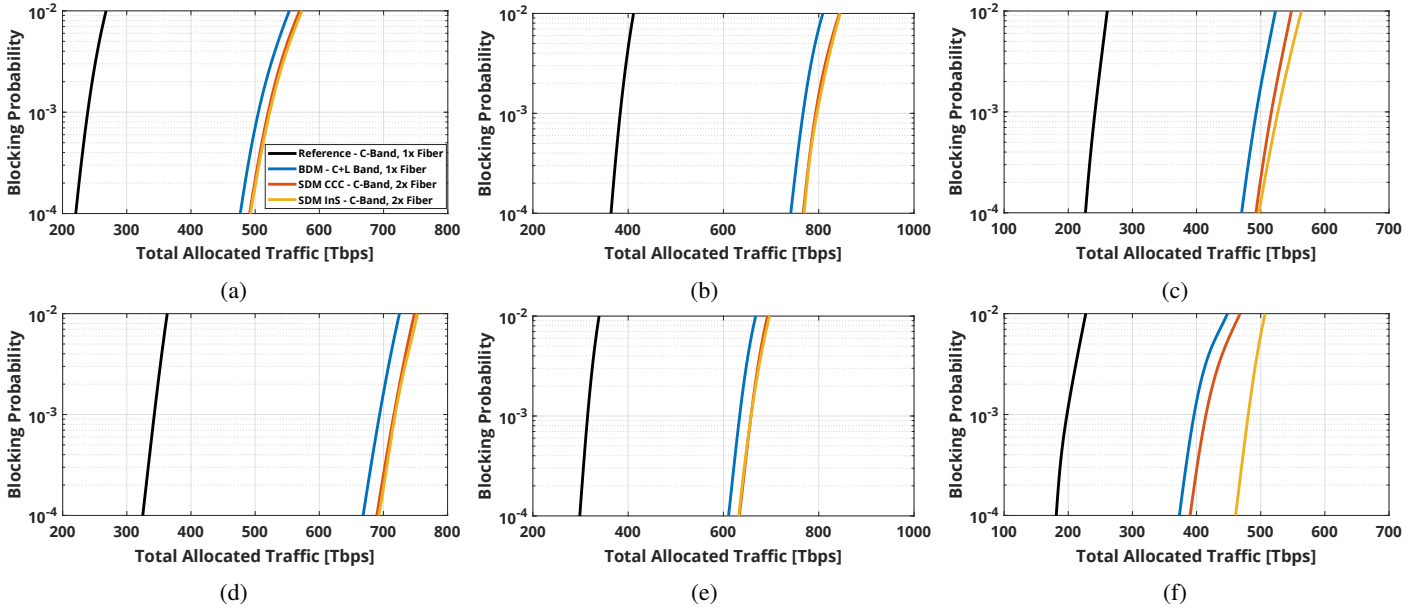 10^-2
10^-3
10^-4
Blocking Probability
Reference - C-Band, 1x Fiber
BDM - C+L Band, 1x Fiber
SDM CCC - C-Band, 2x Fiber
SDM InS - C-Band, 2x Fiber
200 300 400 500 600 700 800
Total Allocated Traffic [Tbps]
(a)
10^-2
10^-3
10^-4
Blocking Probability
200 400 600 800 1000
Total Allocated Traffic [Tbps]
(b)
10^-2
10^-3
10^-4
Blocking Probability
100 200 300 400 500 600 700
Total Allocated Traffic [Tbps]
(c)
10^-2
10^-3
10^-4
Blocking Probability
200 300 400 500 600 700 800
Total Allocated Traffic [Tbps]
(d)
10^-2
10^-3
10^-4
Blocking Probability
200 400 600 800 1000
Total Allocated Traffic [Tbps]
(e)
10^-2
10^-3
10^-4
Blocking Probability
100 200 300 400 500 600 700
Total Allocated Traffic [Tbps]
(f)